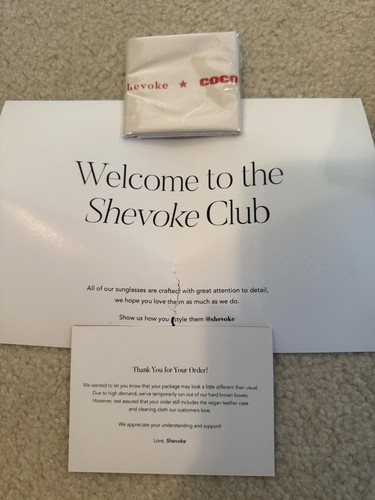 hevoke ★ COCO
Welcome to the
Shevoke Club
All of our sunglasses are crafted with great attention to detail,
we hope you love them as much as we do.
Show us how you style them @shevoke
Thank You for Your Order!
We wanted to let you know that your package may look a little different than usual.
Due to high demand, we've temporarily run out of our hard brown boxes.
However, rest assured that your order still includes the vegan leather case
and cleaning cloth our customers love.
We appreciate your understanding and support!
Love, Shevoke